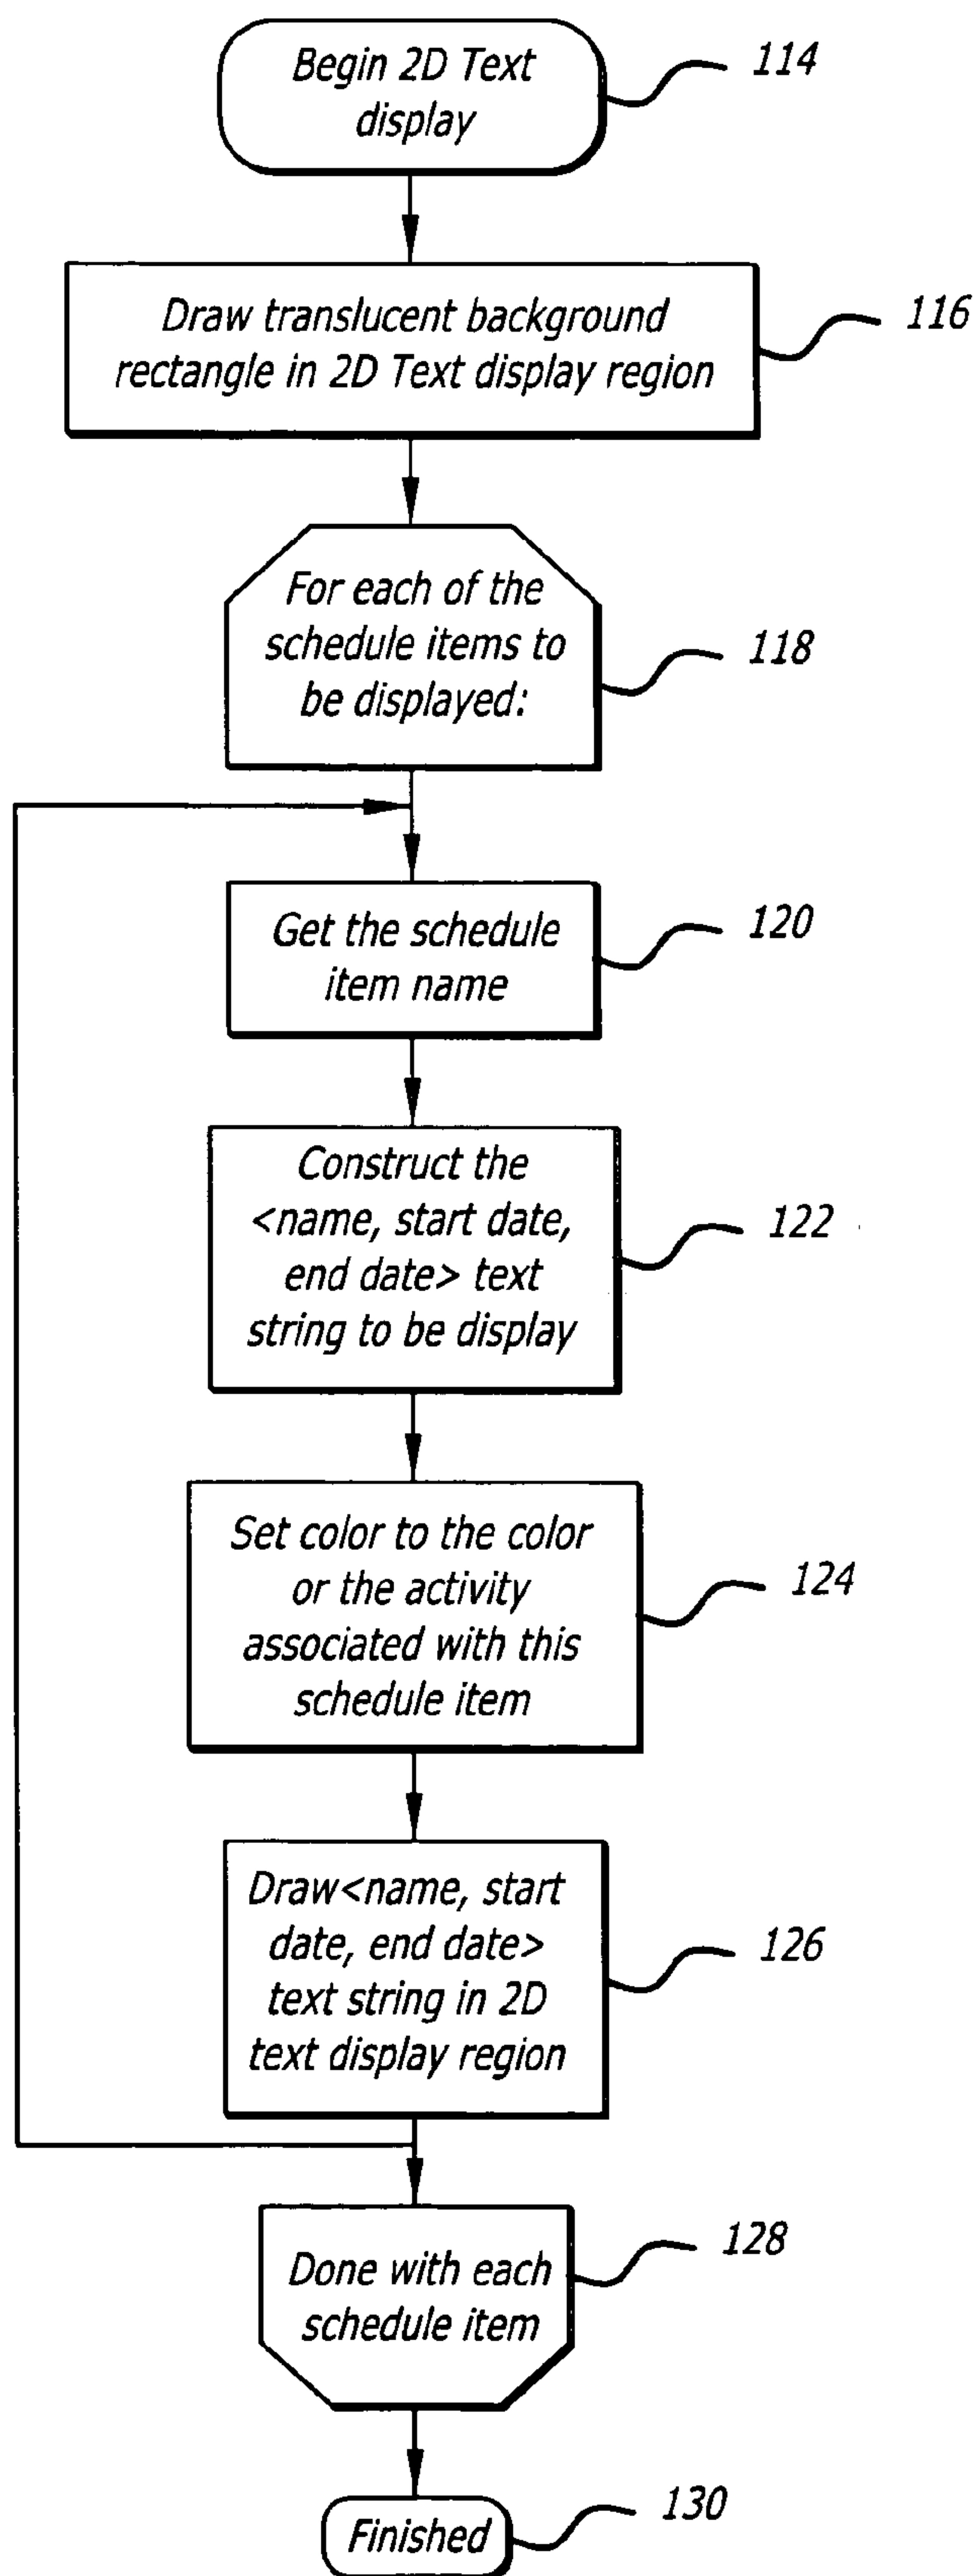 Begin 2D Text
display
114
Draw translucent background
rectangle in 2D Text display region
116
For each of the
schedule items to
be displayed:
118
Get the schedule
item name
120
Construct the
<name, start date,
end date> text
string to be display
122
Set color to the color
or the activity
associated with this
schedule item
124
Draw<name, start
date, end date>
text string in 2D
text display region
126
Done with each
schedule item
128
Finished
130